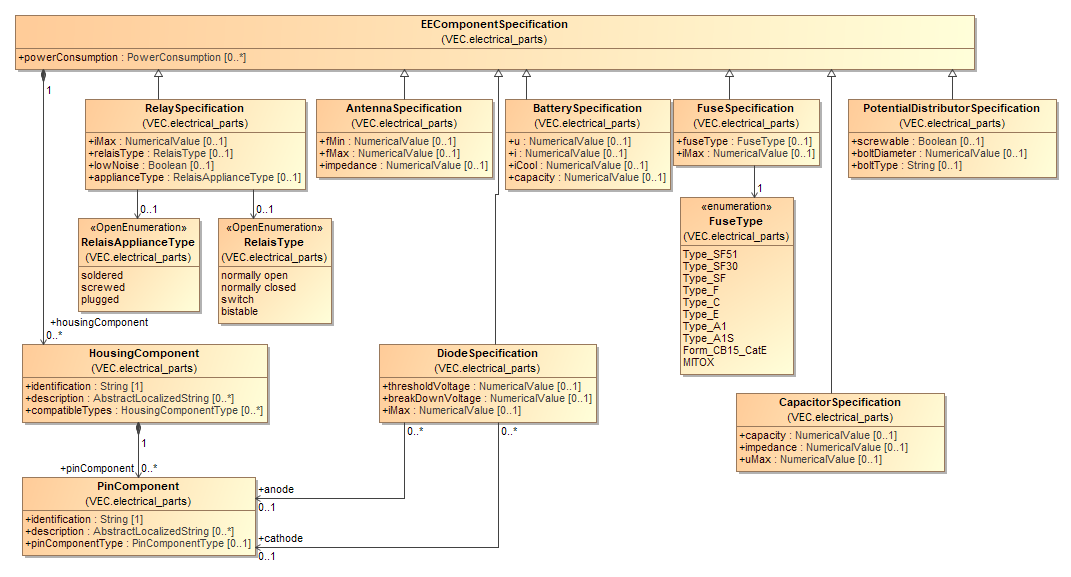 EEComponentSpecification
(VEC.electrical_parts)
+powerConsumption : PowerConsumption [0..*]
1
RelaySpecification
(VEC.electrical_parts)
+iMax : NumericalValue [0..1]
+relaisType : RelaisType [0..1]
+lowNoise : Boolean [0..1]
+applianceType : RelaisApplianceType [0..1]
AntennaSpecification
(VEC.electrical_parts)
+fMin : NumericalValue [0..1]
+fMax : NumericalValue [0..1]
+impedance : NumericalValue [0..1]
BatterySpecification
(VEC.electrical_parts)
+u : NumericalValue [0..1]
+i : NumericalValue [0..1]
+iCool : NumericalValue [0..1]
+capacity : NumericalValue [0..1]
FuseSpecification
(VEC.electrical_parts)
+fuseType : FuseType [0..1]
+iMax : NumericalValue [0..1]
PotentialDistributorSpecification
(VEC.electrical_parts)
+screwable : Boolean [0..1]
+boltDiameter : NumericalValue [0..1]
+boltType : String [0..1]
0..1
0..1
1
«OpenEnumeration»
RelaisApplianceType
(VEC.electrical_parts)
soldered
screwed
plugged
«OpenEnumeration»
RelaisType
(VEC.electrical_parts)
normally open
normally closed
switch
bistable
«enumeration»
FuseType
(VEC.electrical_parts)
Type_SF51
Type_SF30
Type_SF
Type_F
Type_C
Type_E
Type_A1
Type_A1S
Form_CB15_CatE
MITOX
+housingComponent
0..*
HousingComponent
(VEC.electrical_parts)
+identification : String [1]
+description : AbstractLocalizedString [0..*]
+compatibleTypes : HousingComponentType [0..*]
DiodeSpecification
(VEC.electrical_parts)
+thresholdVoltage : NumericalValue [0..1]
+breakDownVoltage : NumericalValue [0..1]
+iMax : NumericalValue [0..1]
CapacitorSpecification
(VEC.electrical_parts)
+capacity : NumericalValue [0..1]
+impedance : NumericalValue [0..1]
+uMax : NumericalValue [0..1]
1
0..*
0..*
+pinComponent
0..*
PinComponent
(VEC.electrical_parts)
+identification : String [1]
+description : AbstractLocalizedString [0..*]
+pinComponentType : PinComponentType [0..1]
+anode
0..1
+cathode
0..1